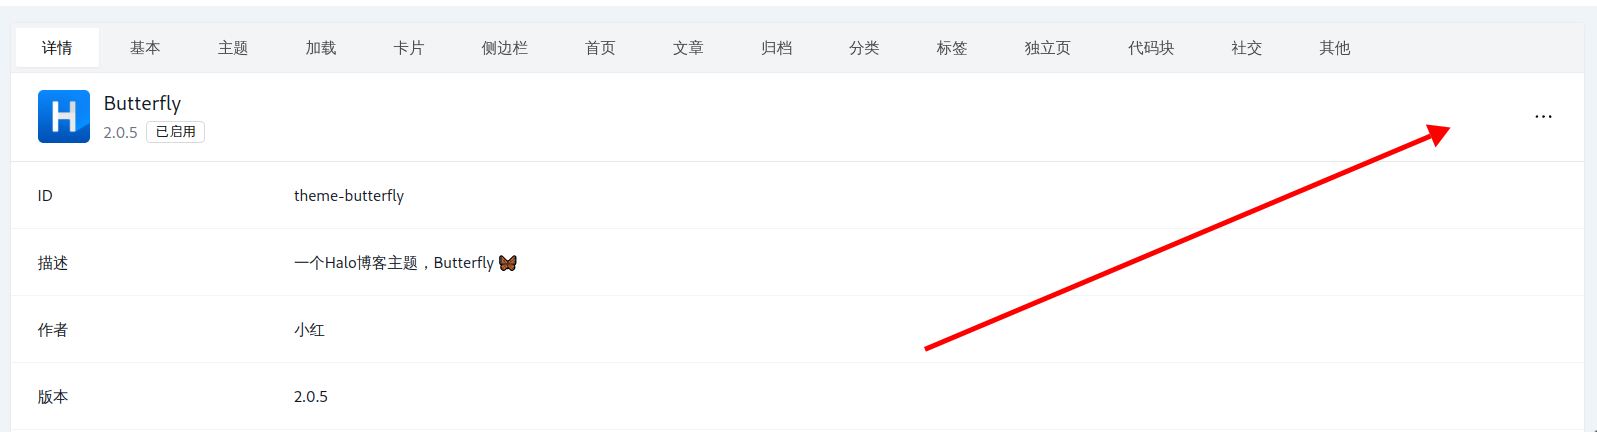 详情 基本 主题 加载 卡片 侧边栏 首页 文章 归档 分类 标签 独立页 代码块 社交 其他
H
Butterfly
...
2.0.5 已启用
ID theme-butterfly
描述 一个Halo博客主题，Butterfly 🦋
作者 小红
版本 2.0.5